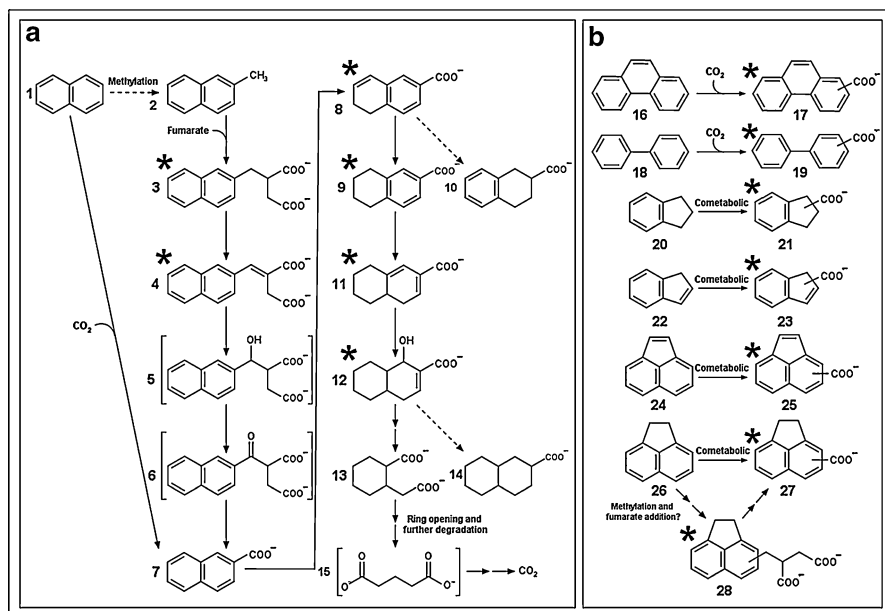 a
1
Methylation
2
CH3
Fumarate
* 3
COO−
COO−
* 4
COO−
COO−
CO2
5
OH
COO−
COO−
6
O
COO−
COO−
7
COO−
* 8
COO−
* 9
COO−
10
COO−
* 11
COO−
* 12
OH
COO−
13
COO−
COO−
14
COO−
Ring opening and
further degradation
15
O O
O− O−
CO2
b
16
CO2
* 17
COO−
18
CO2
* 19
COO−
20
Cometabolic
* 21
COO−
22
Cometabolic
* 23
COO−
24
Cometabolic
* 25
COO−
26
Cometabolic
* 27
COO−
Methylation and
fumarate addition?
* 28
COO−
COO−